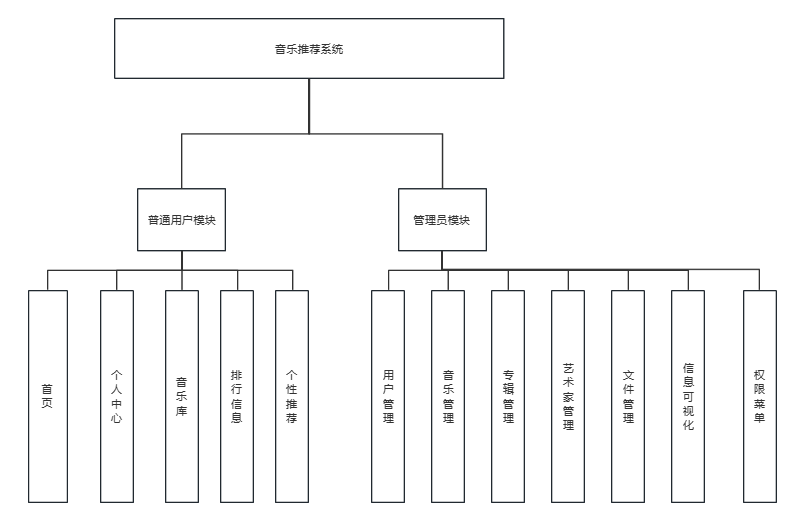 音乐推荐系统
普通用户模块
管理员模块
首页
个人中心
音乐库
排行信息
个性推荐
用户管理
音乐管理
专辑管理
艺术家管理
文件管理
信息可视化
权限菜单